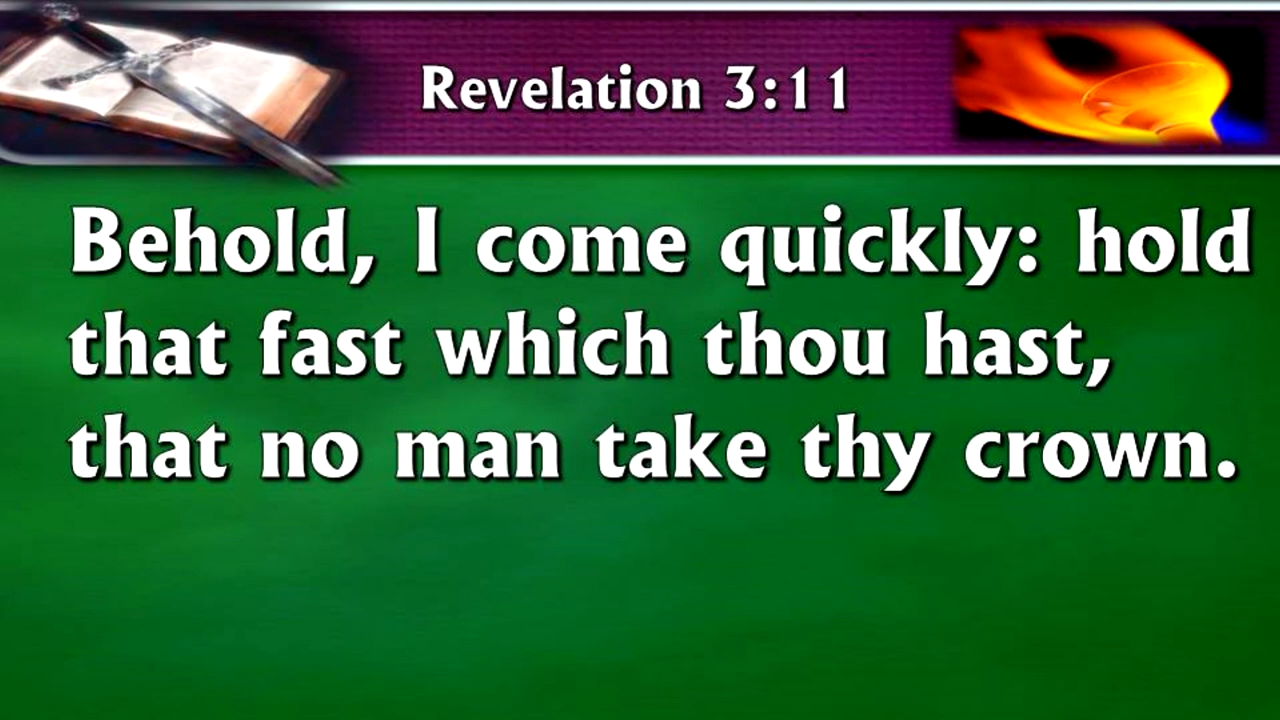 Revelation 3:11
Behold, I come quickly: hold
that fast which thou hast,
that no man take thy crown.